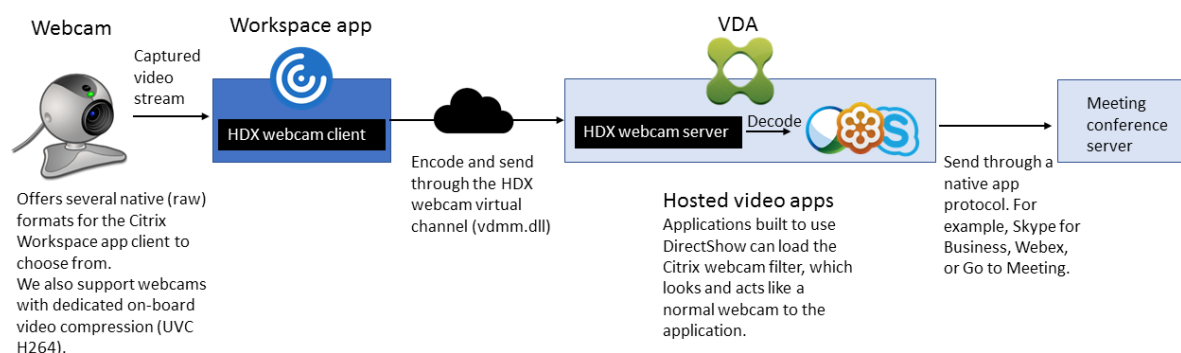 Webcam
Captured
video
stream
Offers several native (raw)
formats for the Citrix
Workspace app client to
choose from.
We also support webcams
with dedicated on-board
video compression (UVC
H264).
Workspace app
HDX webcam client
Encode and send
through the HDX
webcam virtual
channel (vdmm.dll)
VDA
HDX webcam server
Decode
S
Hosted video apps
Applications built to use
DirectShow can load the
Citrix webcam filter, which
looks and acts like a
normal webcam to the
application.
Send through a
native app
protocol. For
example, Skype for
Business, Webex,
or Go to Meeting.
Meeting
conference
server